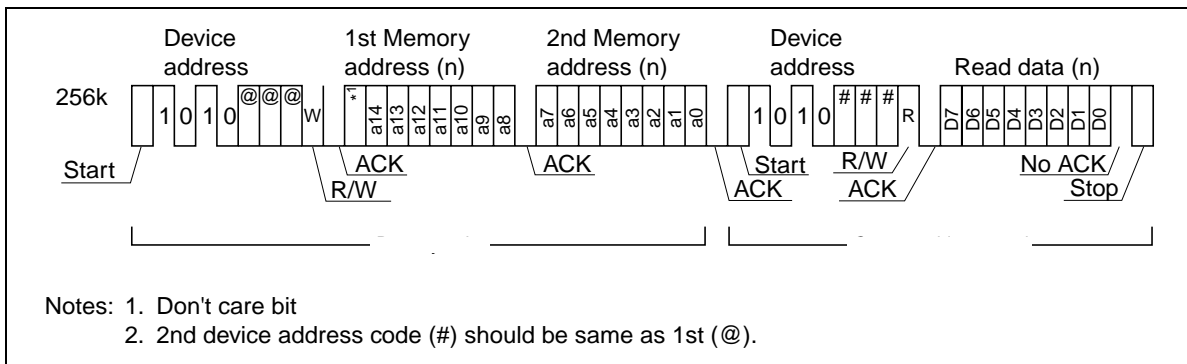 Device address
1st Memory address (n)
2nd Memory address (n)
Device address
Read data (n)
256k
1 0 1 0 @ @ @ W
*1 a14 a13 a12 a11 a10 a9 a8
a7 a6 a5 a4 a3 a2 a1 a0
1 0 1 0 # # # R
D7 D6 D5 D4 D3 D2 D1 D0
Start
R/W
ACK
ACK
ACK
Start
R/W
ACK
No ACK
Stop
Notes: 1. Don't care bit
2. 2nd device address code (#) should be same as 1st (@).